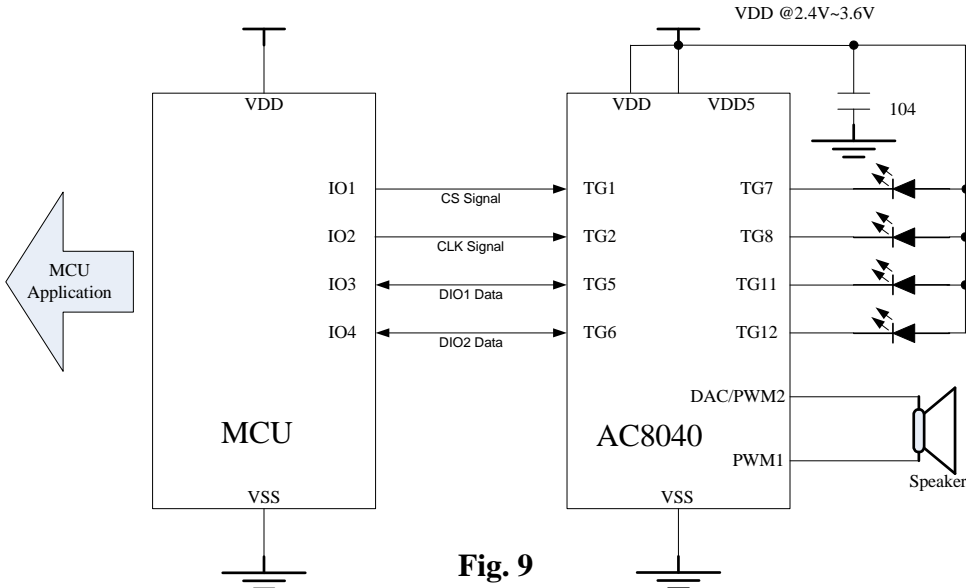 VDD @2.4V~3.6V
VDD
VDD
VDD5
104
IO1
CS Signal
TG1
TG7
IO2
CLK Signal
TG2
TG8
MCU
Application
IO3
DIO1 Data
TG5
TG11
IO4
DIO2 Data
TG6
TG12
DAC/PWM2
MCU
AC8040
PWM1
Speaker
VSS
VSS
Fig. 9